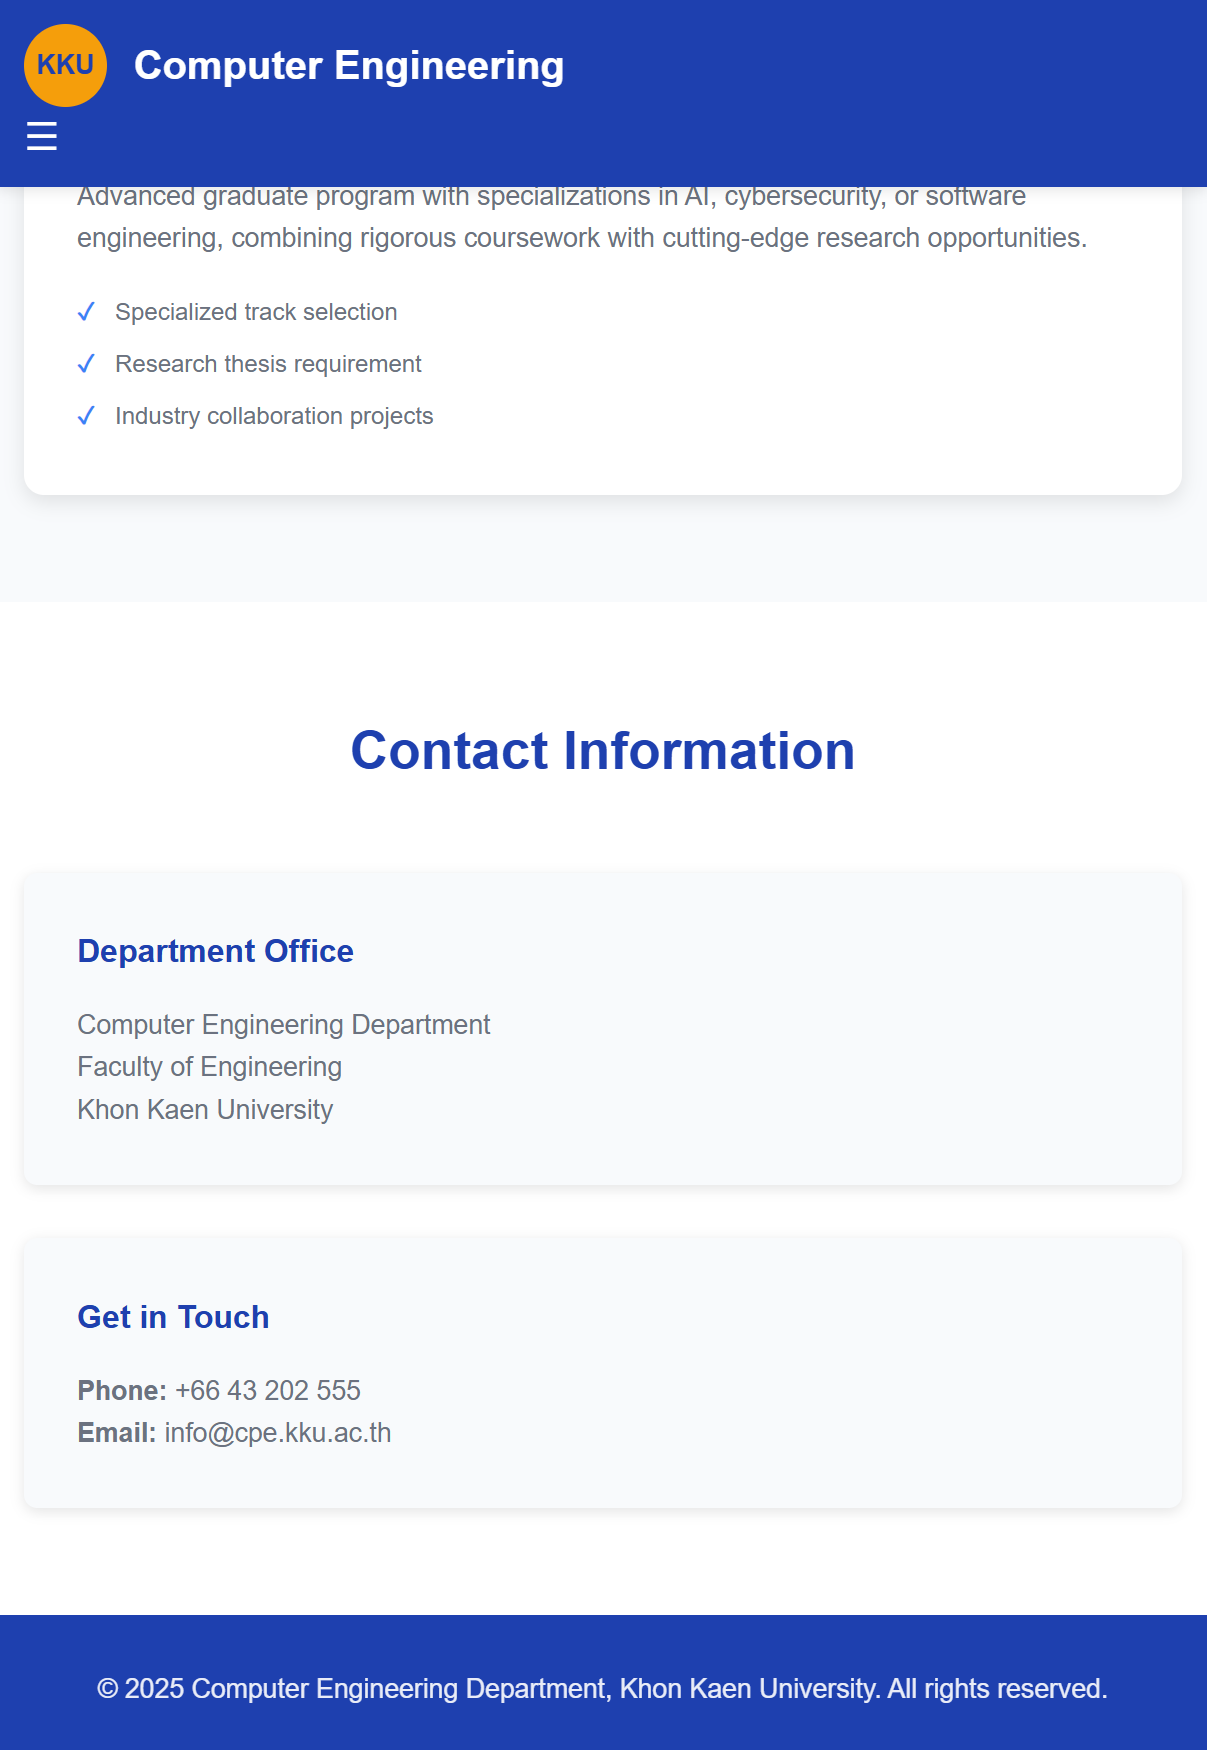 KKU
Computer Engineering
Advanced graduate program with specializations in AI, cybersecurity, or software
engineering, combining rigorous coursework with cutting-edge research opportunities.
✓ Specialized track selection
✓ Research thesis requirement
✓ Industry collaboration projects
Contact Information
Department Office
Computer Engineering Department
Faculty of Engineering
Khon Kaen University
Get in Touch
Phone: +66 43 202 555
Email: info@cpe.kku.ac.th
© 2025 Computer Engineering Department, Khon Kaen University. All rights reserved.